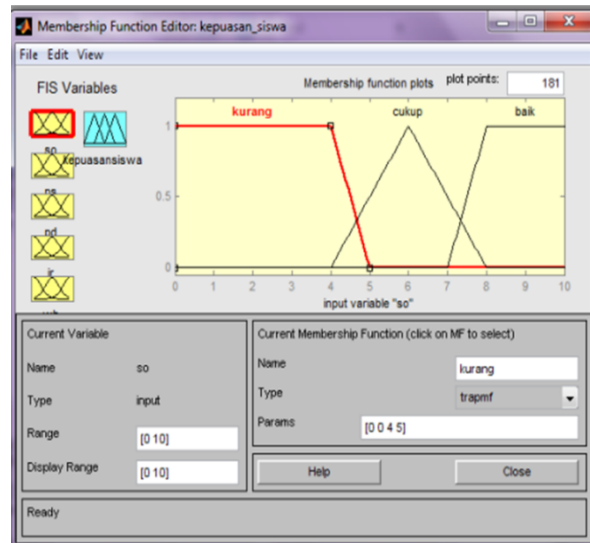 Membership Function Editor: kepuasan_siswa
File Edit View
FIS Variables
Membership function plots
plot points:
181
so
kepuasansiswa
ns
nd
ir
kurang
cukup
baik
1
0.5
0
0 1 2 3 4 5 6 7 8 9 10
input variable "so"
Current Variable
Name so
Type input
Range [0 10]
Display Range [0 10]
Current Membership Function (click on MF to select)
Name kurang
Type trapmf
Params [0 0 4 5]
Help
Close
Ready